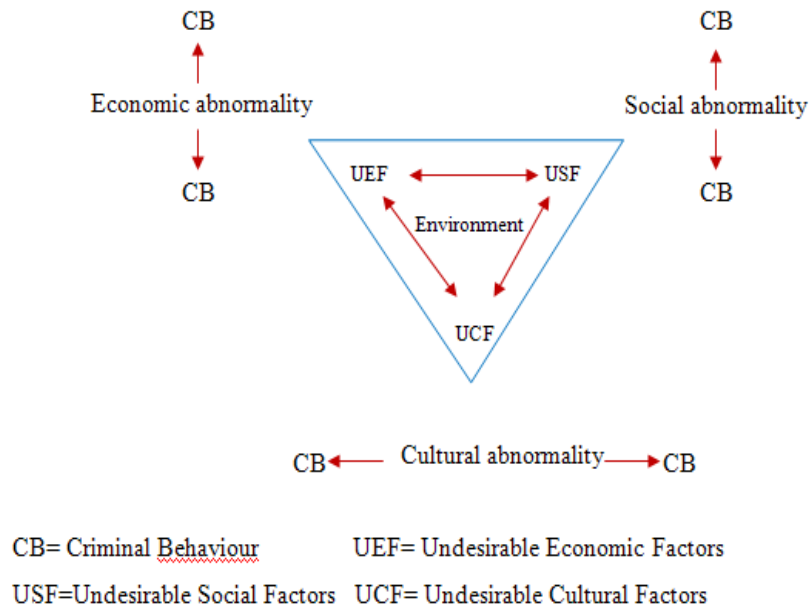 CB CB
Economic abnormality Social abnormality
UEF USF
CB CB
Environment
UCF
CB Cultural abnormality CB
CB= Criminal Behaviour UEF= Undesirable Economic Factors
USF=Undesirable Social Factors UCF= Undesirable Cultural Factors